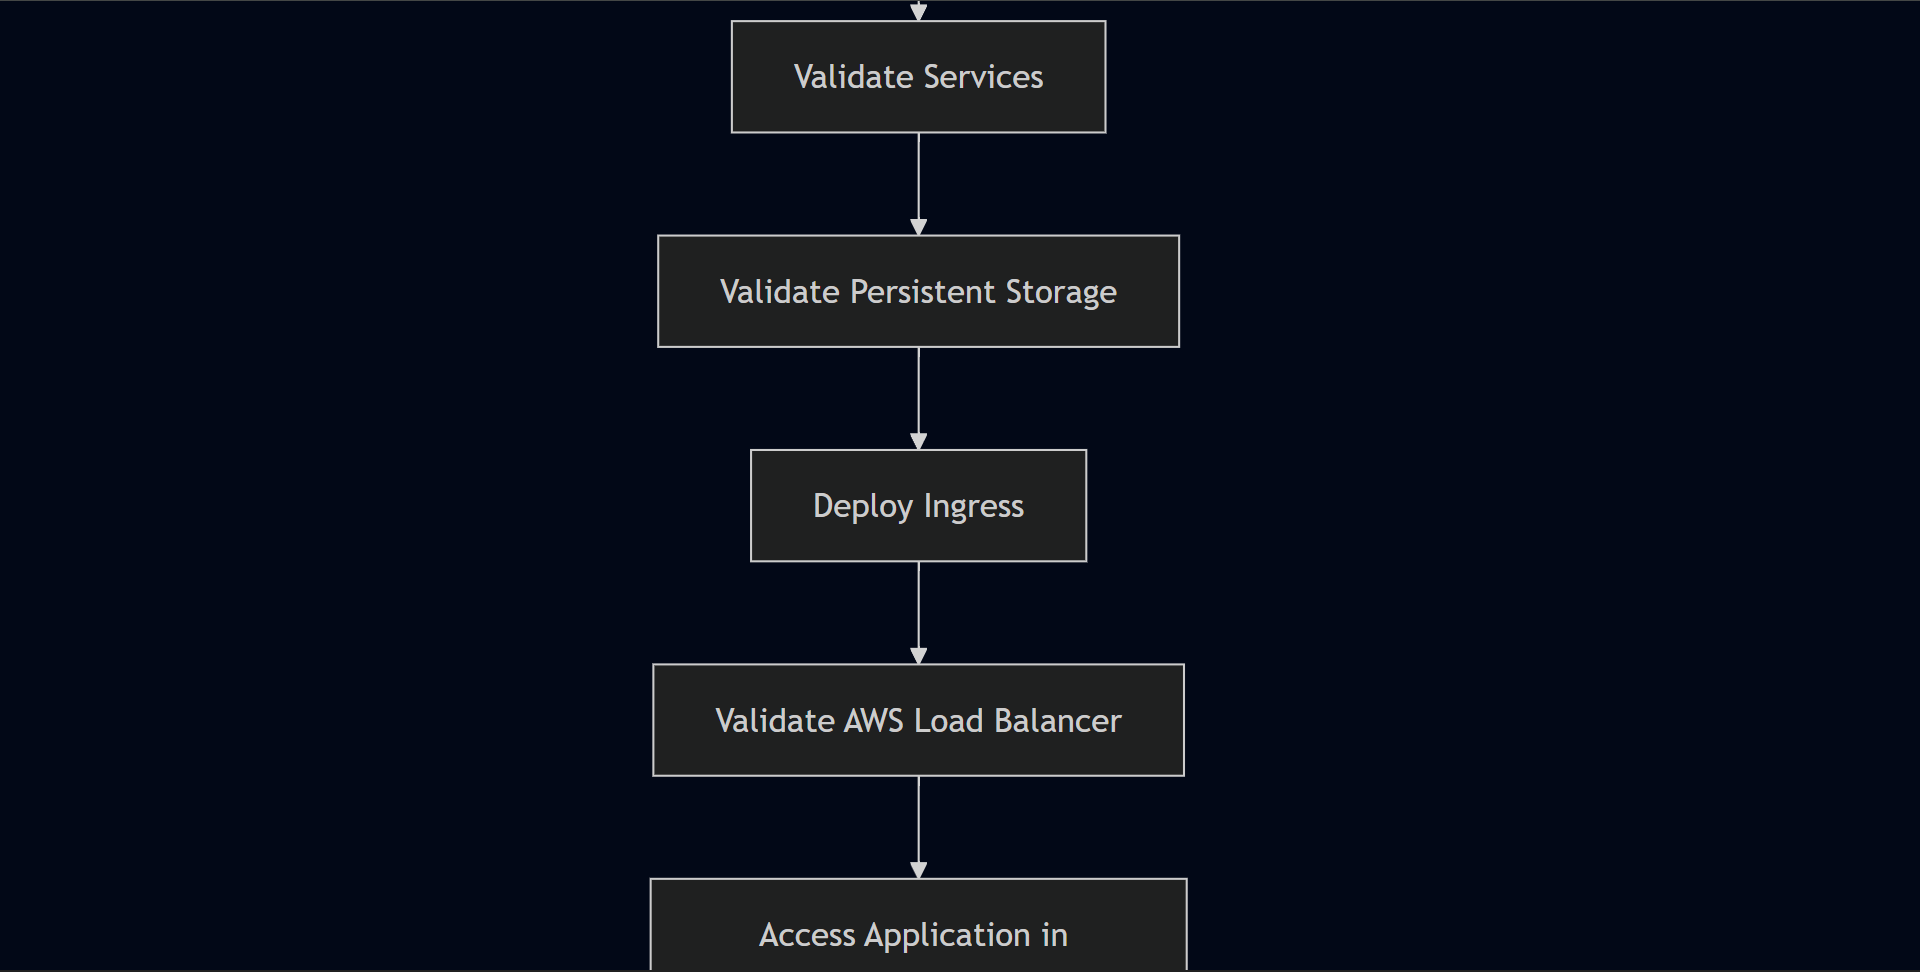 Validate Services
Validate Persistent Storage
Deploy Ingress
Validate AWS Load Balancer
Access Application in